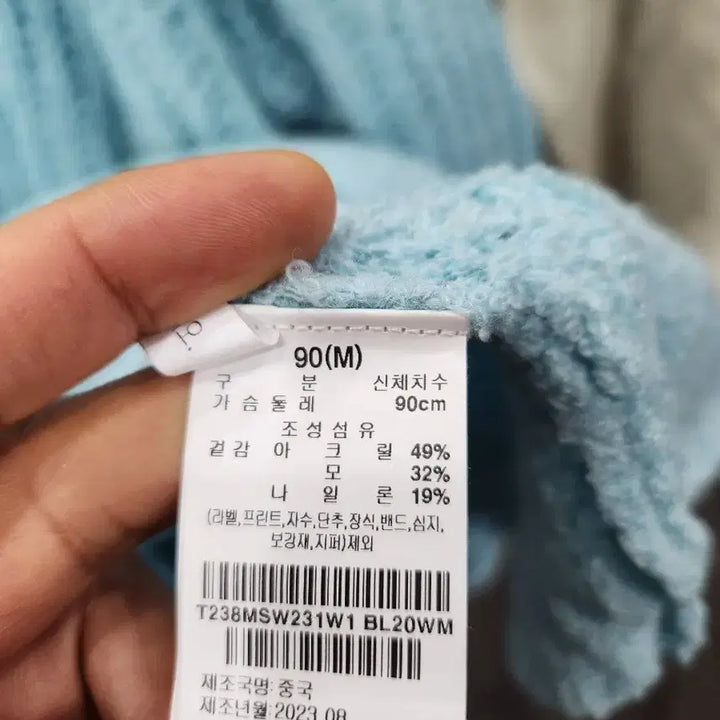 90(M)
구 분 신체치수
가 슴 둘 레 90cm
조 성 섬 유
겉 감 아 크 릴 49%
모 32%
나 일 론 19%
(라벨,프린트,자수,단추,장식,밴드,심지,
보강재,지퍼)제외
T238MSW231W1 BL20WM
제조국명:중국
제조년월:2023.08